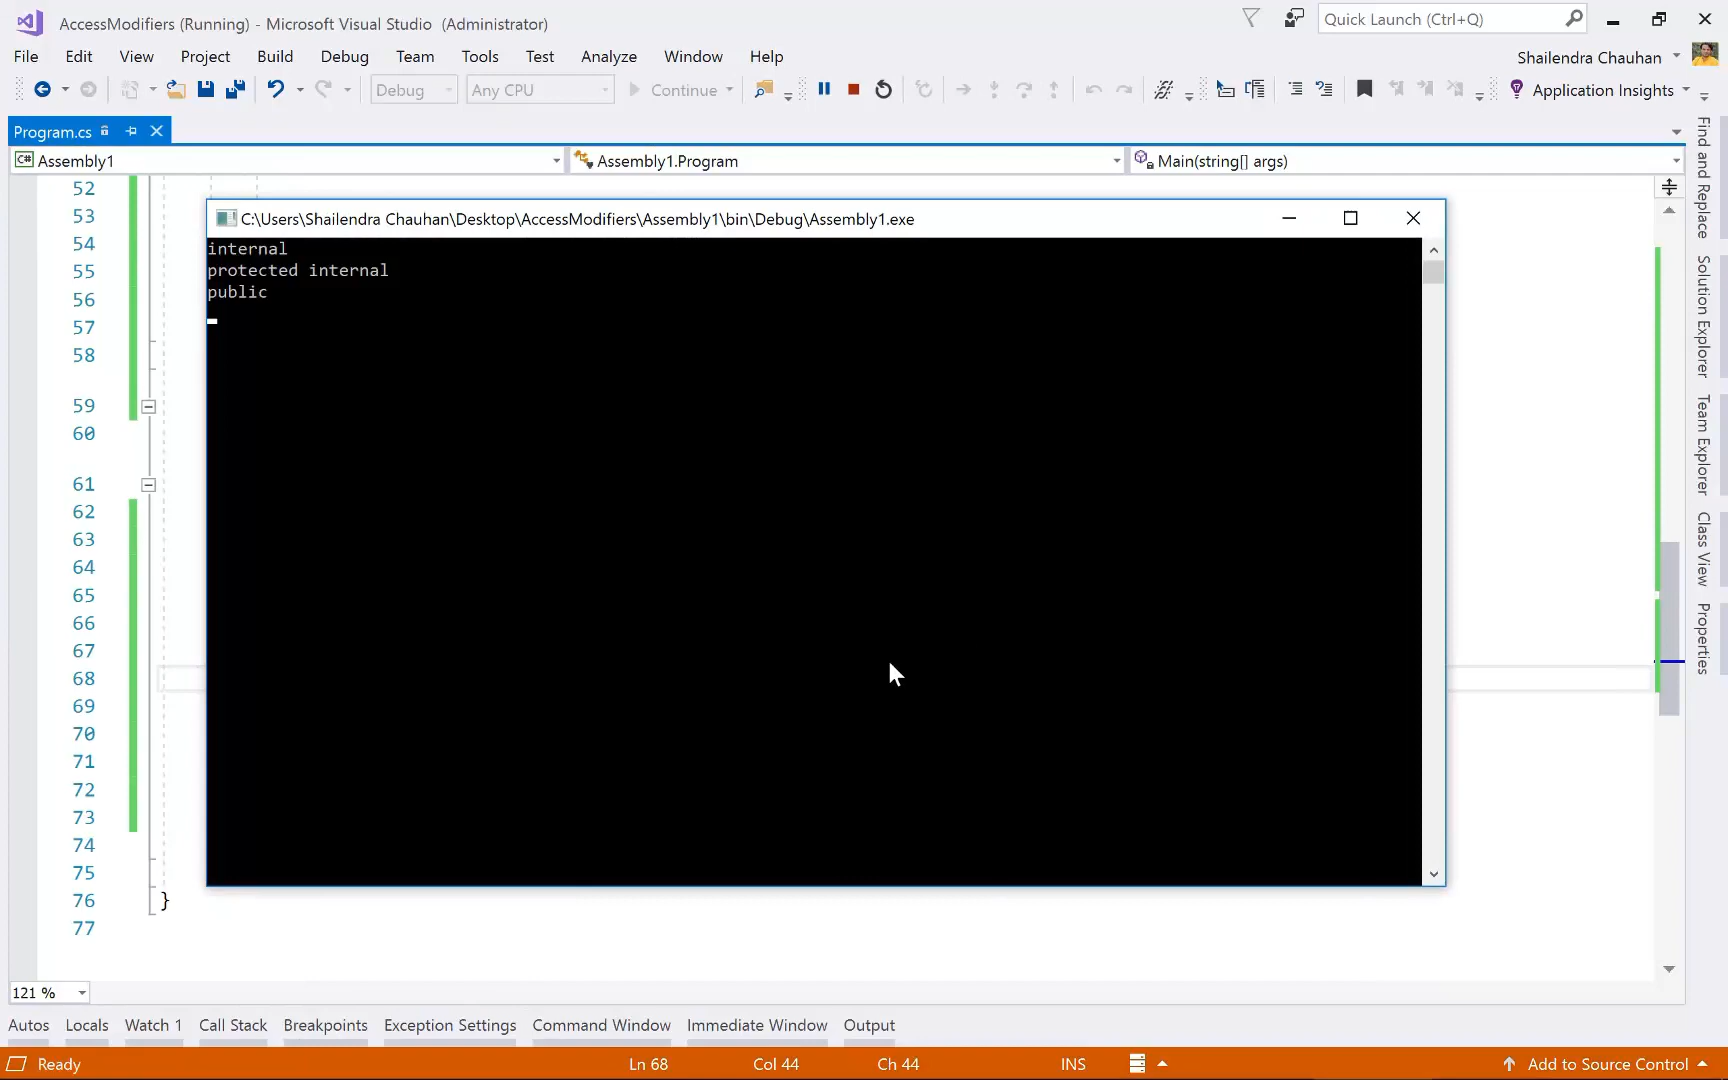 AccessModifiers (Running) - Microsoft Visual Studio (Administrator)
Quick Launch (Ctrl+Q)
File Edit View Project Build Debug Team Tools Test Analyze Window Help
Shailendra Chauhan
Debug Any CPU Continue Application Insights
Program.cs
C# Assembly1 Assembly1.Program Main(string[] args)
52
53
54
55
56
57
58
59
60
61
62
63
64
65
66
67
68
69
70
71
72
73
74
75
76 }
77
C:\Users\Shailendra Chauhan\Desktop\AccessModifiers\Assembly1\bin\Debug\Assembly1.exe
internal
protected internal
public
Find and Replace
Solution Explorer
Team Explorer
Class View
Properties
121 %
Autos Locals Watch 1 Call Stack Breakpoints Exception Settings Command Window Immediate Window Output
Ready Ln 68 Col 44 Ch 44 INS Add to Source Control